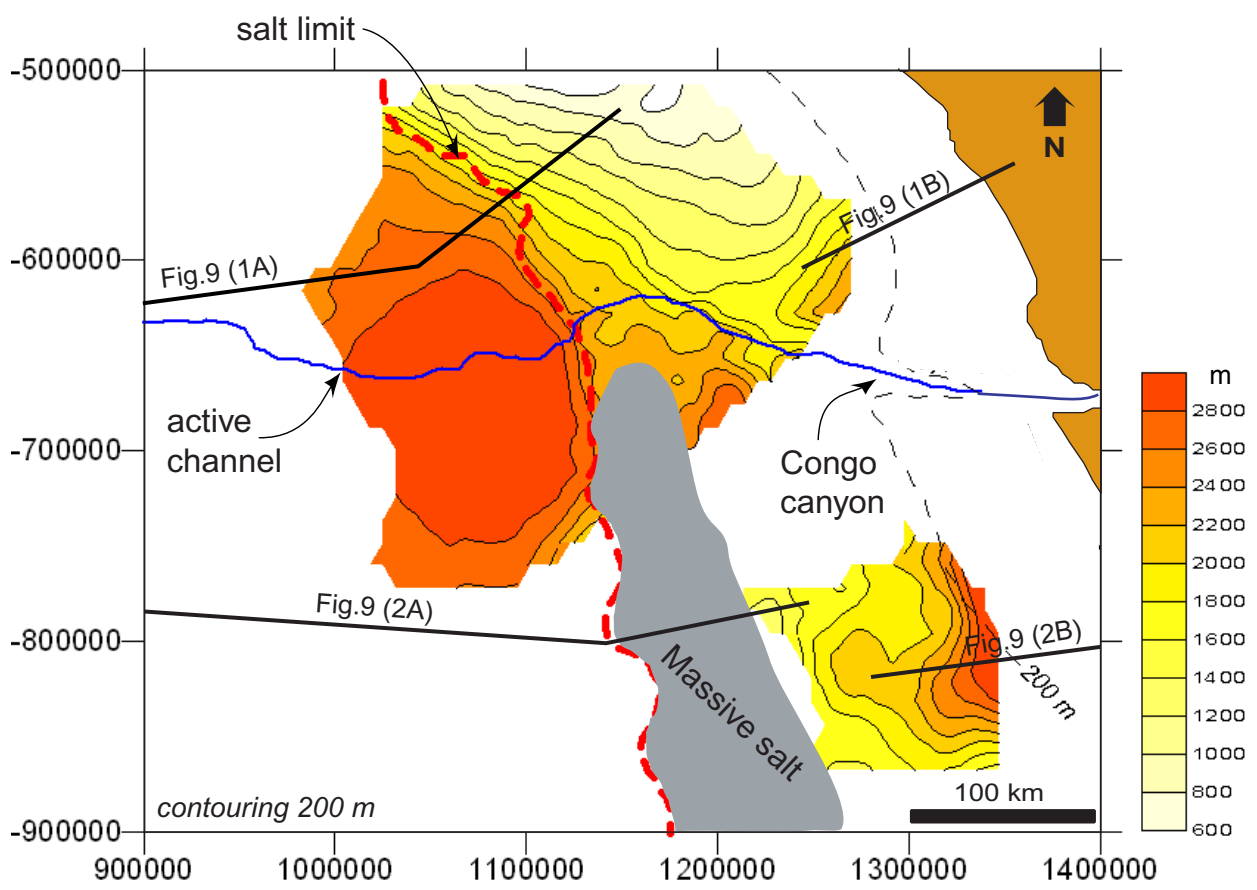 salt limit
-500000
N
Fig.9 (1B)
-600000
Fig.9 (1A)
m
2800
active
channel
2600
-700000
Congo
canyon
2400
2200
2000
Fig.9 (2A)
1800
-800000
Fig.9 (2B)
1600
200 m
Massive salt
1400
1200
1000
100 km
800
contouring 200 m
600
-900000
900000
1000000
1100000
1200000
1300000
1400000